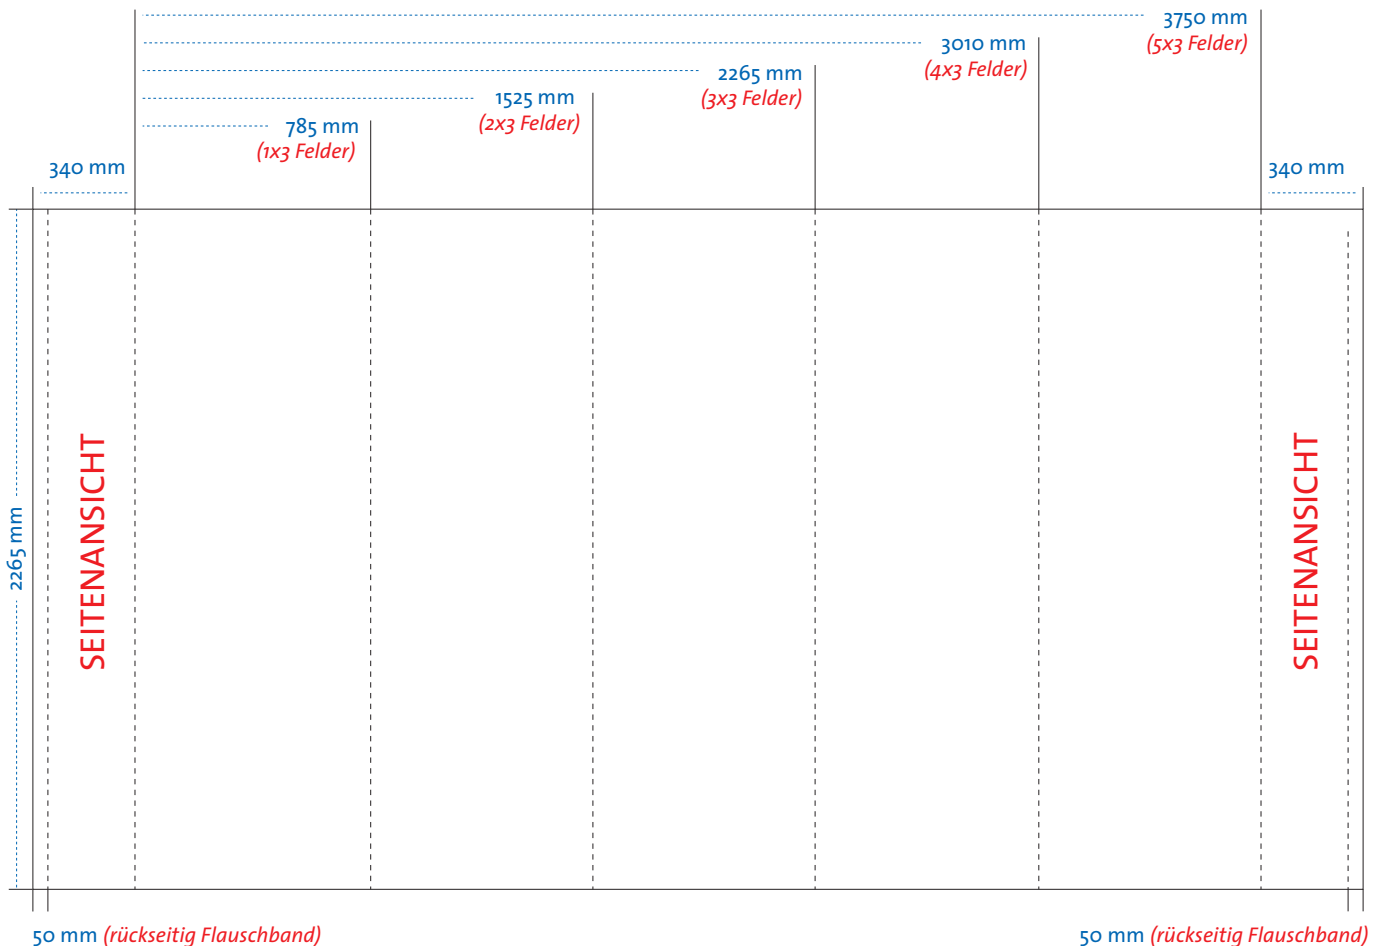 3750 mm
(5x3 Felder)
3010 mm
(4x3 Felder)
2265 mm
(3x3 Felder)
1525 mm
(2x3 Felder)
785 mm
(1x3 Felder)
340 mm
340 mm
2265 mm
SEITENANSICHT
SEITENANSICHT
50 mm (rückseitig Flauschband)
50 mm (rückseitig Flauschband)